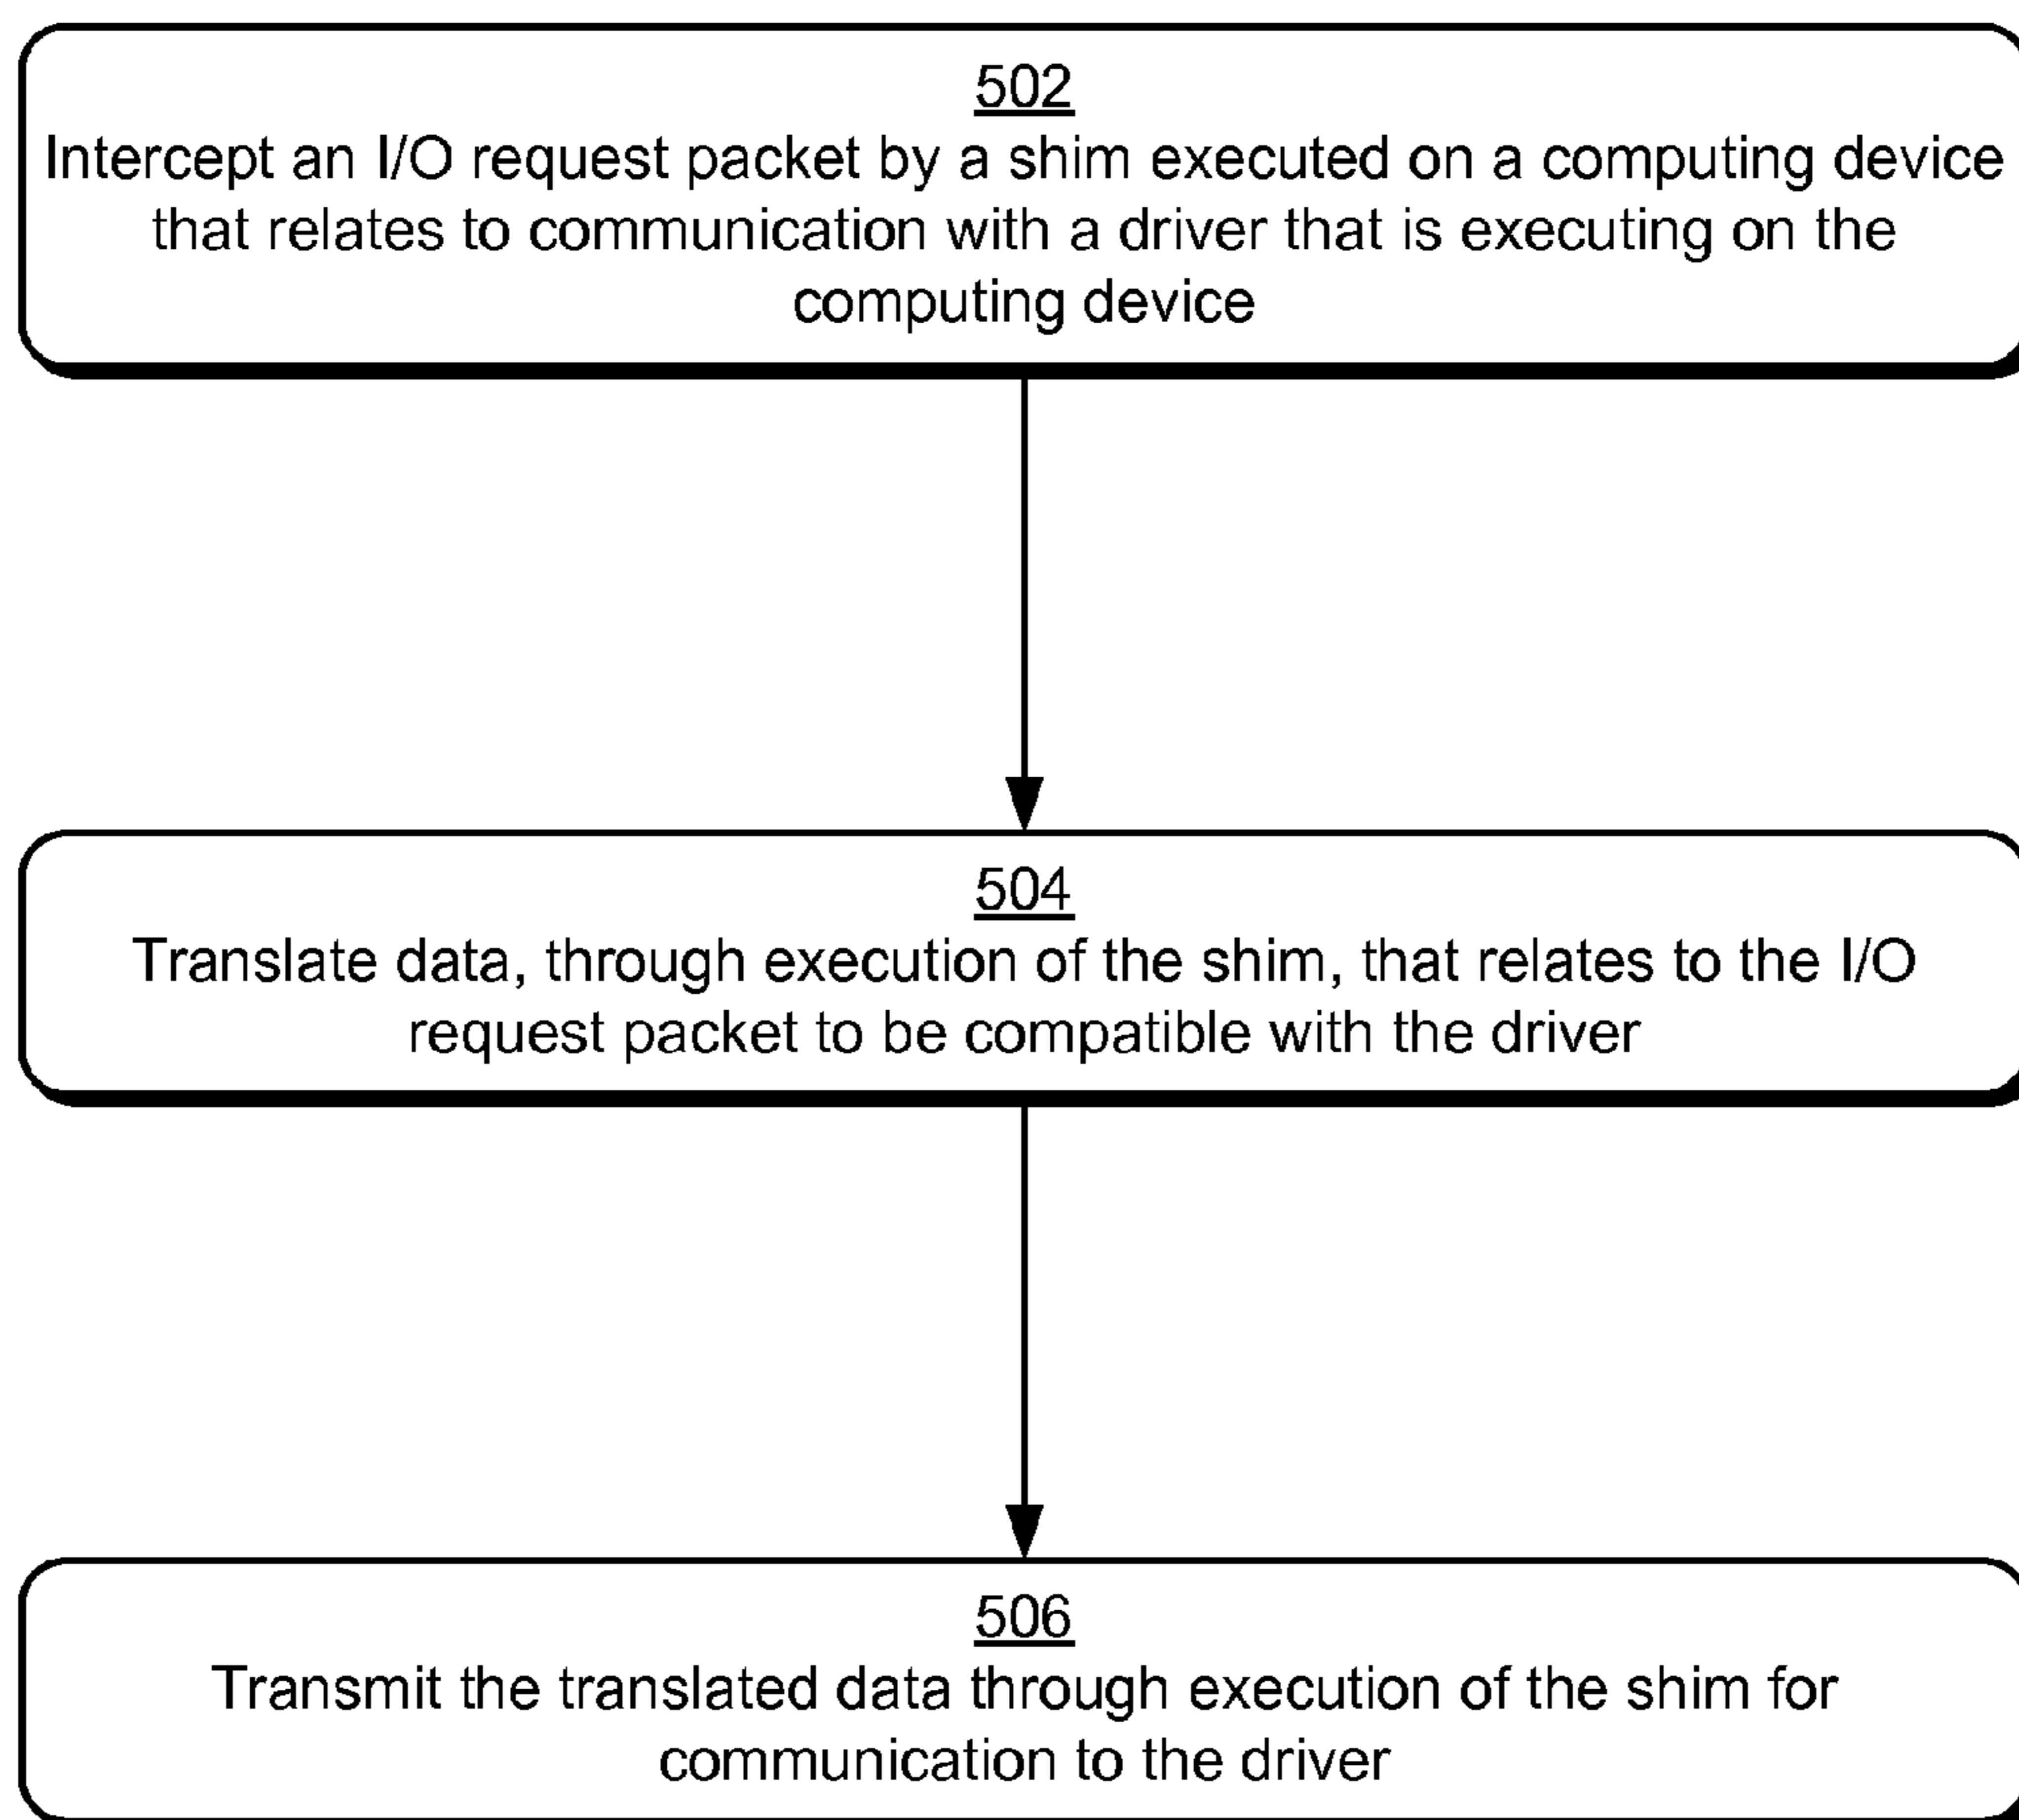 502
Intercept an I/O request packet by a shim executed on a computing device
that relates to communication with a driver that is executing on the
computing device
504
Translate data, through execution of the shim, that relates to the I/O
request packet to be compatible with the driver
506
Transmit the translated data through execution of the shim for
communication to the driver